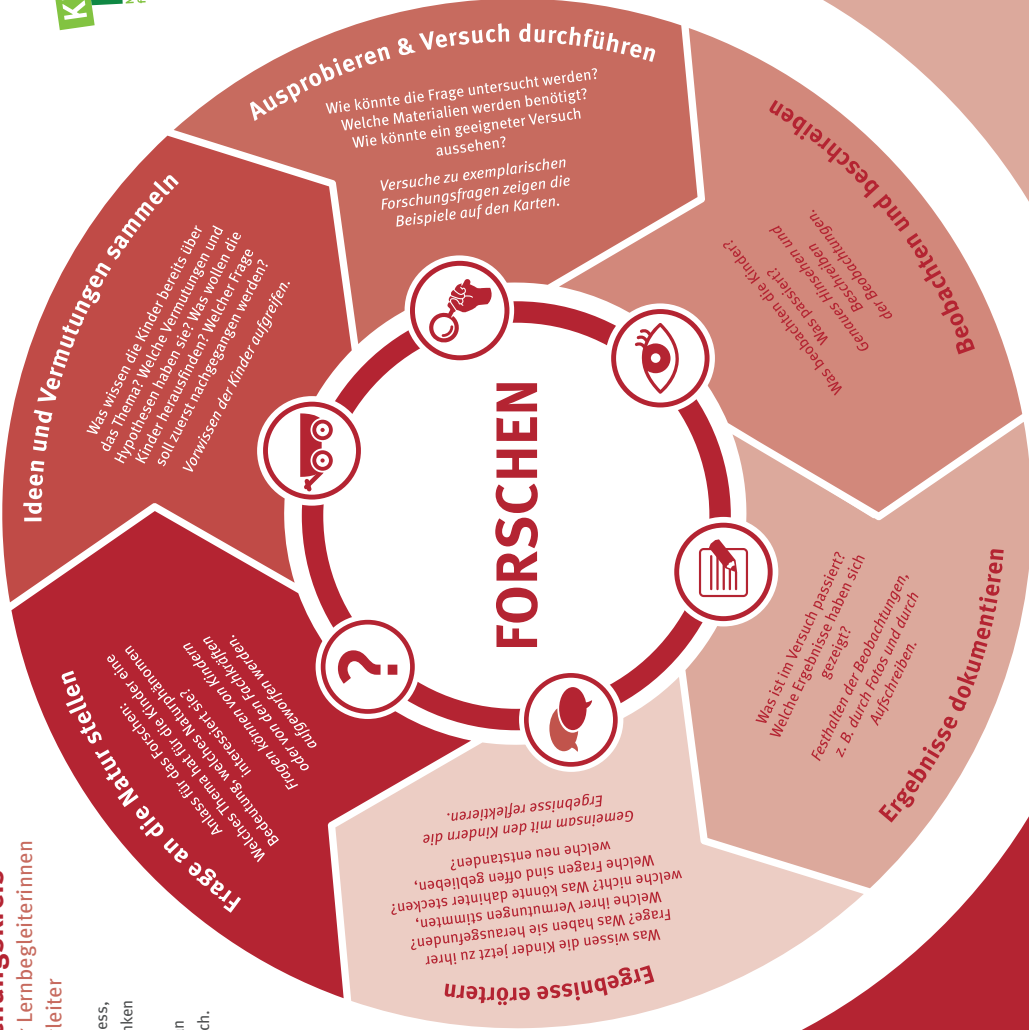 FORSCHEN
Frage an die Natur stellen
Anlass für das Forschen:
Welches Thema hat für die Kinder eine
Bedeutung, welches Naturphänomen
interessiert sie?
Fragen können von Kindern
oder von den Fachkräften
aufgeworfen werden.
Ideen und Vermutungen sammeln
Was wissen die Kinder bereits über
das Thema? Welche Vermutungen und
Hypothesen haben sie? Was wollen die
Kinder herausfinden? Welcher Frage
soll zuerst nachgegangen werden?
Vorwissen der Kinder aufgreifen.
Ausprobieren & Versuch durchführen
Wie könnte die Frage untersucht werden?
Welche Materialien werden benötigt?
Wie könnte ein geeigneter Versuch
aussehen?
Versuche zu exemplarischen
Forschungsfragen zeigen die
Beispiele auf den Karten.
Beobachten und beschreiben
Was beobachten die Kinder?
Was passiert?
Genaues Hinsehen und
Beschreiben
der Beobachtungen.
Ergebnisse dokumentieren
Was ist im Versuch passiert?
Welche Ergebnisse haben sich
gezeigt?
Festhalten der Beobachtungen,
z. B. durch Fotos und durch
Aufschreiben.
Ergebnisse erörtern
Was wissen die Kinder jetzt zu ihrer
Frage? Was haben sie herausgefunden?
Welche ihrer Vermutungen stimmten,
welche nicht? Was könnte dahinter stecken?
Welche Fragen sind offen geblieben,
welche neu entstanden?
Gemeinsam mit den Kindern die
Ergebnisse reflektieren.
Lernbegleiterinnen
leiter
ess,
nken
n
ch.
K